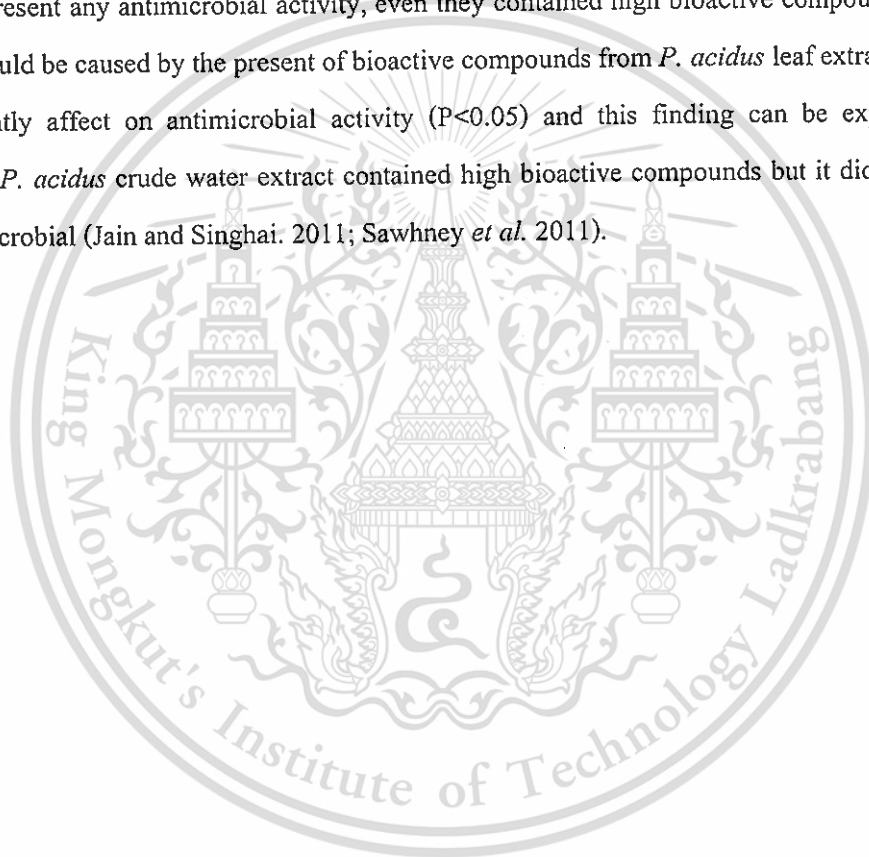 resent any antimicrobial activity, even they contained high bioactive compou
uld be caused by the present of bioactive compounds from P. acidus leaf extra
ntly affect on antimicrobial activity (P<0.05) and this finding can be ex
P. acidus crude water extract contained high bioactive compounds but it did
crobial (Jain and Singhai. 2011; Sawhney et al. 2011).
King Mongkut's Institute of Technology Ladkrabang